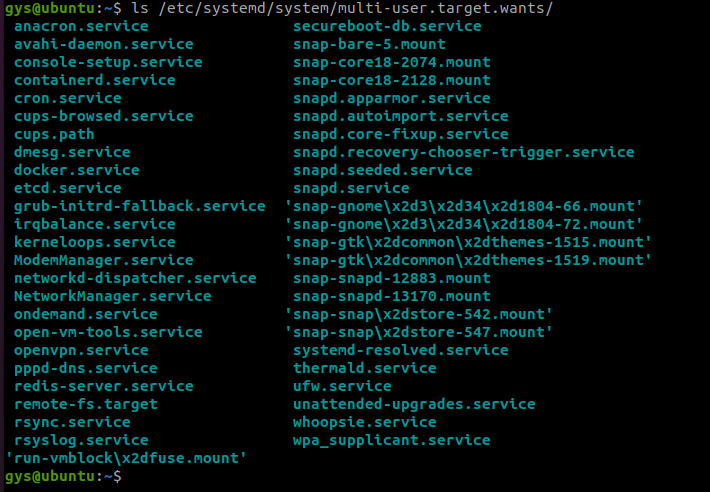 gys@ubuntu:~$ ls /etc/systemd/system/multi-user.target.wants/
anacron.service secureboot-db.service
avahi-daemon.service snap-bare-5.mount
console-setup.service snap-core18-2074.mount
containerd.service snap-core18-2128.mount
cron.service snapd.apparmor.service
cups-browsed.service snapd.autoimport.service
cups.path snapd.core-fixup.service
dmesg.service snapd.recovery-chooser-trigger.service
docker.service snapd.seeded.service
etcd.service snapd.service
grub-initrd-fallback.service 'snap-gnome\x2d3\x2d34\x2d1804-66.mount'
irqbalance.service 'snap-gnome\x2d3\x2d34\x2d1804-72.mount'
kerneloops.service 'snap-gtk\x2dcommon\x2dthemes-1515.mount'
ModemManager.service 'snap-gtk\x2dcommon\x2dthemes-1519.mount'
networkd-dispatcher.service snap-snapd-12883.mount
NetworkManager.service snap-snapd-13170.mount
ondemand.service 'snap-snap\x2dstore-542.mount'
open-vm-tools.service 'snap-snap\x2dstore-547.mount'
openvpn.service systemd-resolved.service
pppd-dns.service thermald.service
redis-server.service ufw.service
remote-fs.target unattended-upgrades.service
rsync.service whoopsie.service
rsyslog.service wpa_supplicant.service
'run-vmblock\x2dfuse.mount'
gys@ubuntu:~$